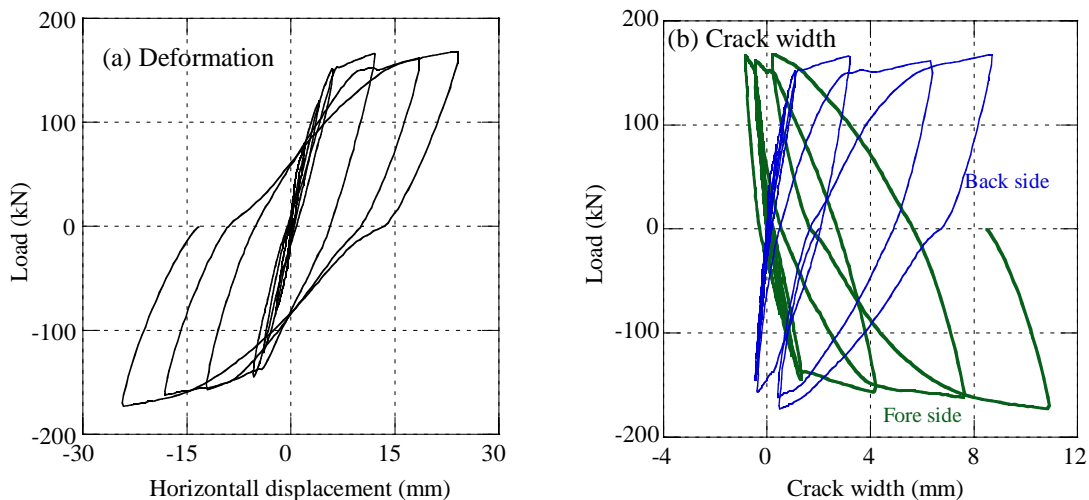 (a) Deformation
200
100
0
-100
-200
-30
-15
0
15
30
Load (kN)
Horizontall displacement (mm)
(b) Crack width
200
100
0
-100
-200
-4
0
4
8
12
Load (kN)
Back side
Fore side
Crack width (mm)